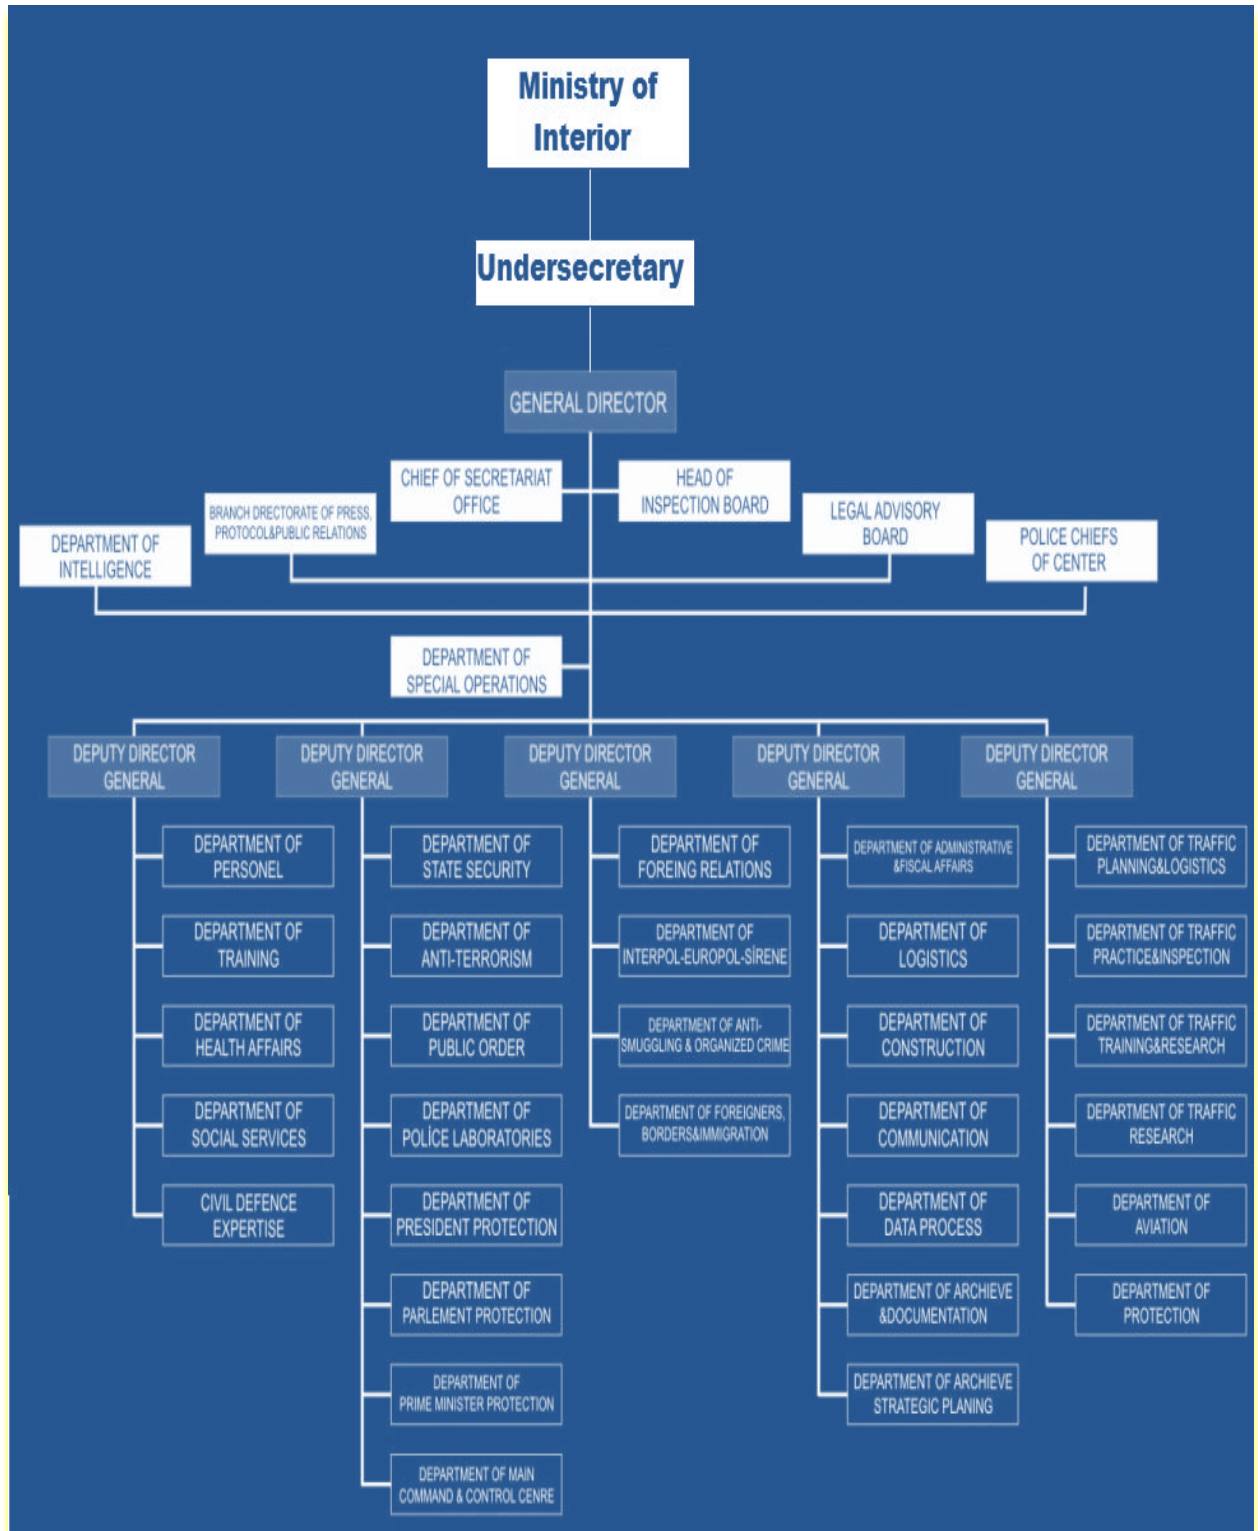 Ministry of
Interior
Undersecretary
GENERAL DIRECTOR
CHIEF OF SECRETARIAT
OFFICE
HEAD OF
INSPECTION BOARD
BRANCH DRECTORATE OF PRESS,
PROTOCOL&PUBLIC RELATIONS
LEGAL ADVISORY
BOARD
DEPARTMENT OF
INTELLIGENCE
POLICE CHIEFS
OF CENTER
DEPARTMENT OF
SPECIAL OPERATIONS
DEPUTY DIRECTOR
GENERAL
DEPUTY DIRECTOR
GENERAL
DEPUTY DIRECTOR
GENERAL
DEPUTY DIRECTOR
GENERAL
DEPUTY DIRECTOR
GENERAL
DEPARTMENT OF
PERSONEL
DEPARTMENT OF
TRAINING
DEPARTMENT OF
HEALTH AFFAIRS
DEPARTMENT OF
SOCIAL SERVICES
CIVIL DEFENCE
EXPERTISE
DEPARTMENT OF
STATE SECURITY
DEPARTMENT OF
ANTI-TERRORISM
DEPARTMENT OF
PUBLIC ORDER
DEPARTMENT OF
POLİCE LABORATORIES
DEPARTMENT OF
PRESIDENT PROTECTION
DEPARTMENT OF
PARLEMENT PROTECTION
DEPARTMENT OF
PRIME MINISTER PROTECTION
DEPARTMENT OF MAIN
COMMAND & CONTROL CENRE
DEPARTMENT OF
FOREING RELATIONS
DEPARTMENT OF
INTERPOL-EUROPOL-SİRENE
DEPARTMENT OF ANTI-
SMUGGLING & ORGANIZED CRIME
DEPARTMENT OF FOREIGNERS,
BORDERS&IMMIGRATION
DEPARTMENT OF ADMINISTRATIVE
&FISCAL AFFAIRS
DEPARTMENT OF
LOGISTICS
DEPARTMENT OF
CONSTRUCTION
DEPARTMENT OF
COMMUNICATION
DEPARTMENT OF
DATA PROCESS
DEPARTMENT OF ARCHIEVE
&DOCUMENTATION
DEPARTMENT OF ARCHIEVE
STRATEGIC PLANING
DEPARTMENT OF TRAFFIC
PLANNING&LOGISTICS
DEPARTMENT OF TRAFFIC
PRACTICE&INSPECTION
DEPARTMENT OF TRAFFIC
TRAINING&RESEARCH
DEPARTMENT OF TRAFFIC
RESEARCH
DEPARTMENT OF
AVIATION
DEPARTMENT OF
PROTECTION